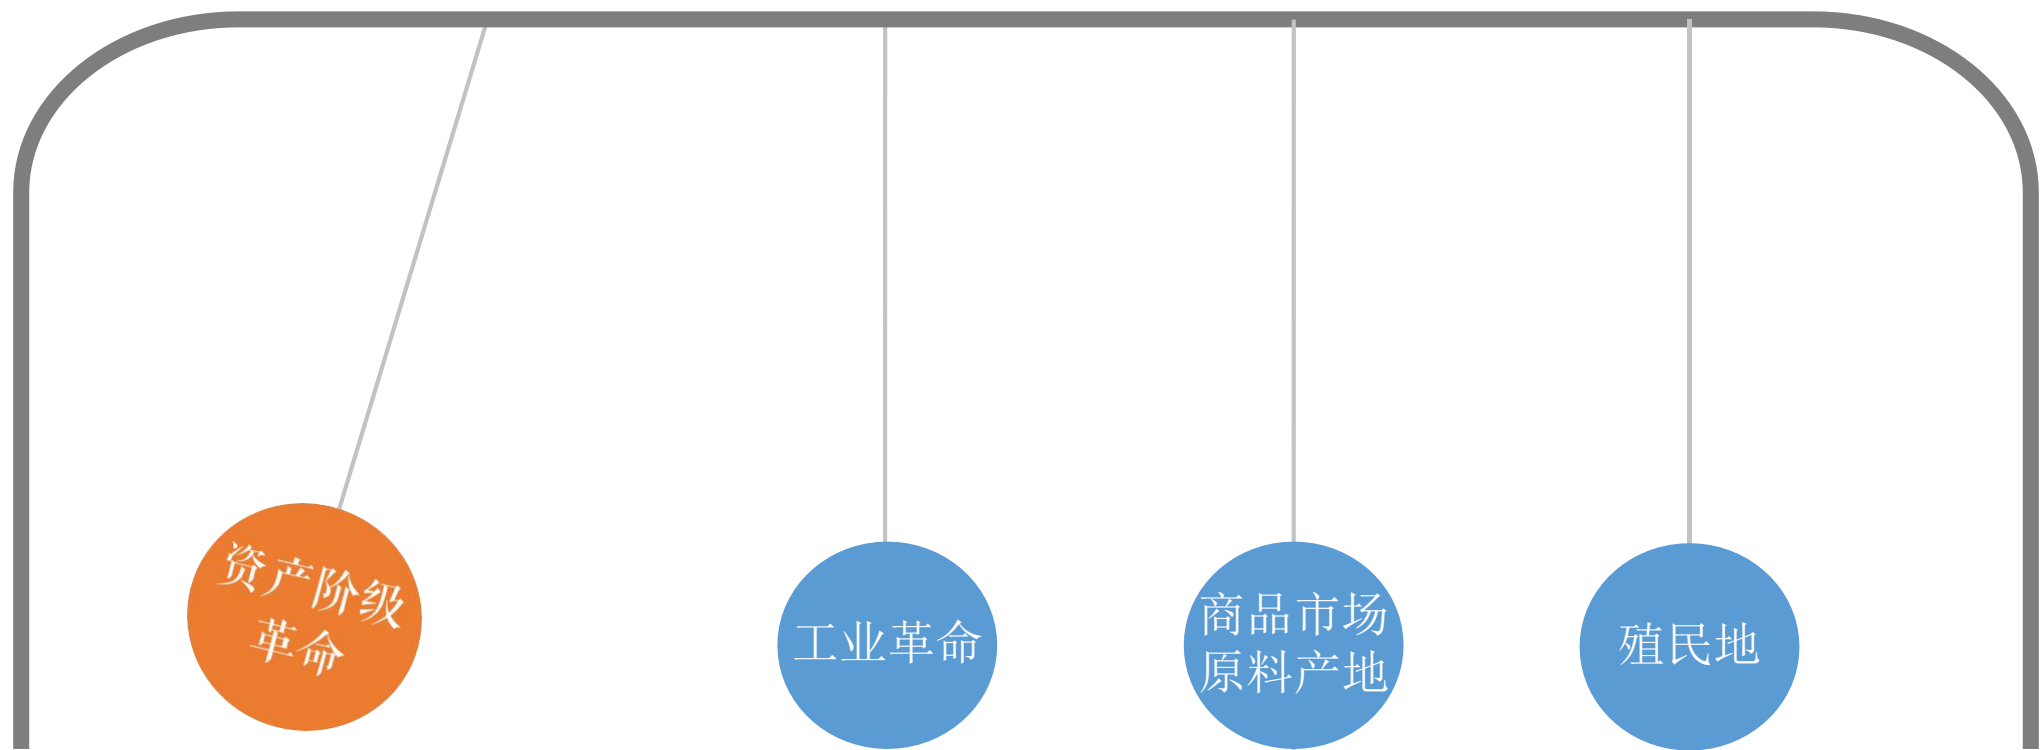 资产阶级
革命
工业革命
商品市场
原料产地
殖民地